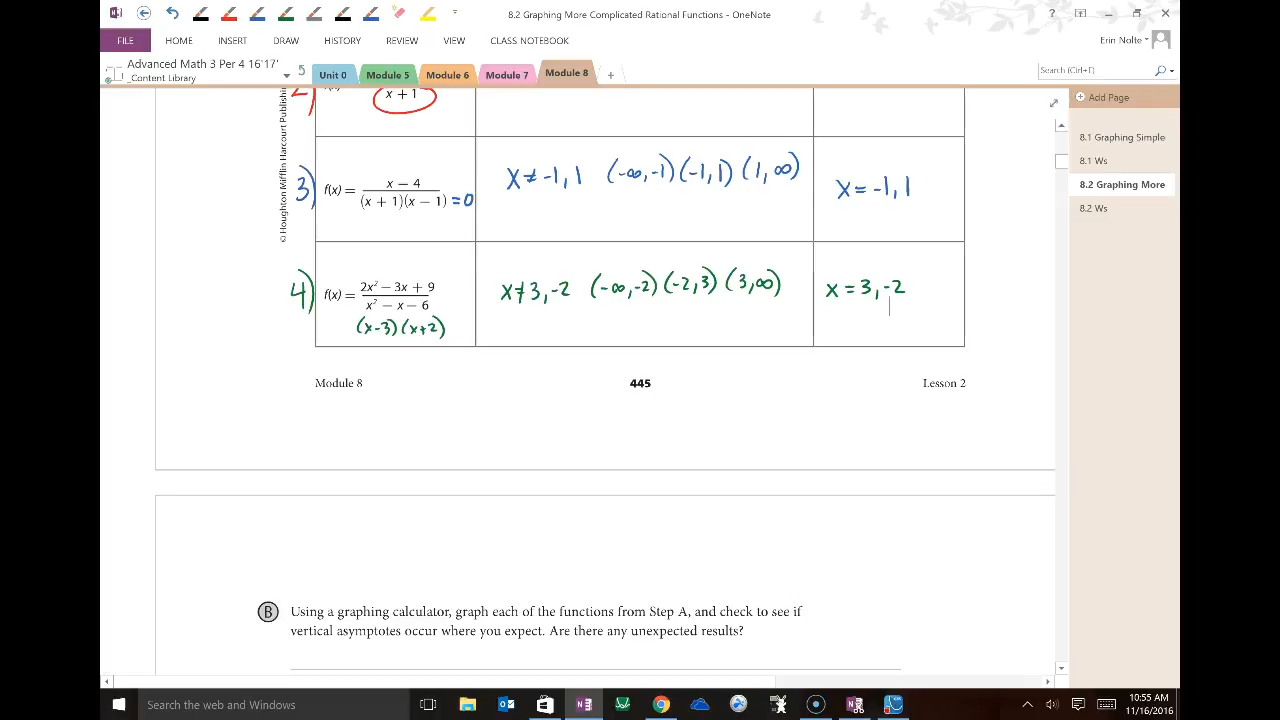 8.2 Graphing More Complicated Rational Functions - OneNote
FILE HOME INSERT DRAW HISTORY REVIEW VIEW CLASS NOTEBOOK
Erin Nolte
Advanced Math 3 Per 4 16'17'
_Content Library
Unit 0 Module 5 Module 6 Module 7 Module 8
Search (Ctrl+E)
Add Page
8.1 Graphing Simple
8.1 Ws
8.2 Graphing More
8.2 Ws
© Houghton Mifflin Harcourt Publishing
2)
x + 1
3) f(x) = x − 4 / (x + 1)(x − 1) = 0 x ≠ -1, 1 (-∞, -1) (-1, 1) (1, ∞) x = -1, 1
4) f(x) = 2x² − 3x + 9 / x² − x − 6 x ≠ 3, -2 (-∞, -2) (-2, 3) (3, ∞) x = 3, -2
(x-3) (x+2)
Module 8 445 Lesson 2
B Using a graphing calculator, graph each of the functions from Step A, and check to see if
vertical asymptotes occur where you expect. Are there any unexpected results?
Search the web and Windows
10:55 AM
11/16/2016